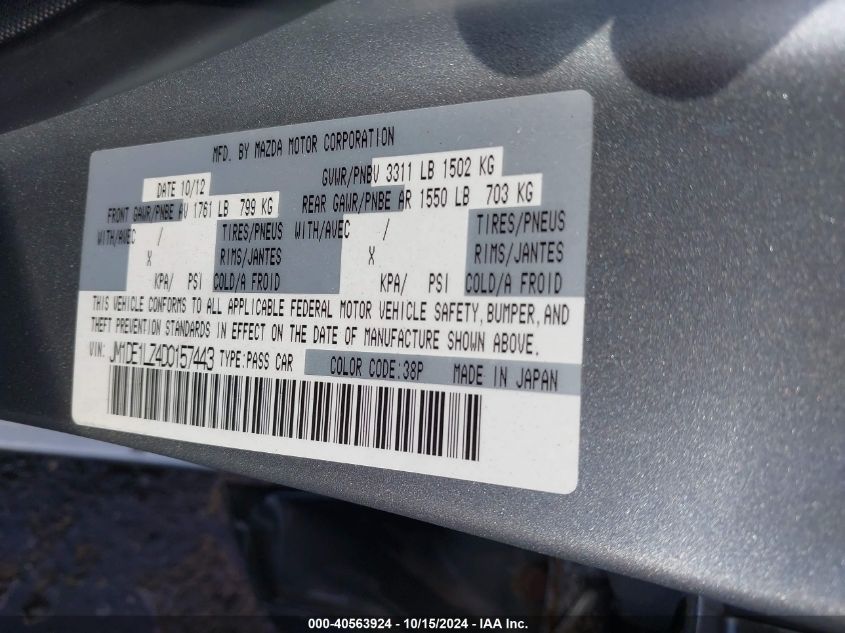 MFD. BY MAZDA MOTOR CORPORATION
DATE 10/12 GVWR/PNBV 3311 LB 1502 KG
FRONT GAWR/PNBE AV 1761 LB 799 KG REAR GAWR/PNBE AR 1550 LB 703 KG
WITH/AVEC / TIRES/PNEUS WITH/AVEC / TIRES/PNEUS
X RIMS/JANTES X RIMS/JANTES
KPA/ PSI COLD/A FROID KPA/ PSI COLD/A FROID
THIS VEHICLE CONFORMS TO ALL APPLICABLE FEDERAL MOTOR VEHICLE SAFETY, BUMPER, AND
THEFT PREVENTION STANDARDS IN EFFECT ON THE DATE OF MANUFACTURE SHOWN ABOVE.
VIN: JM1DE1LZ4D0157443 TYPE:PASS CAR COLOR CODE:38P MADE IN JAPAN
000-40563924 - 10/15/2024 - IAA Inc.